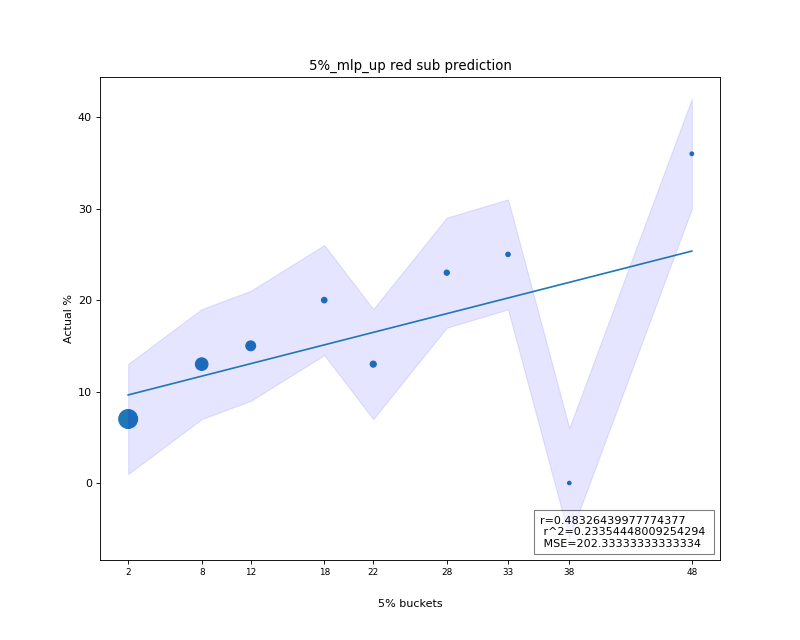 5%_mlp_up red sub prediction
Actual %
40
30
20
10
0
r=0.48326439977774377
r^2=0.23354448009254294
MSE=202.33333333333334
2 8 12 18 22 28 33 38 48
5% buckets